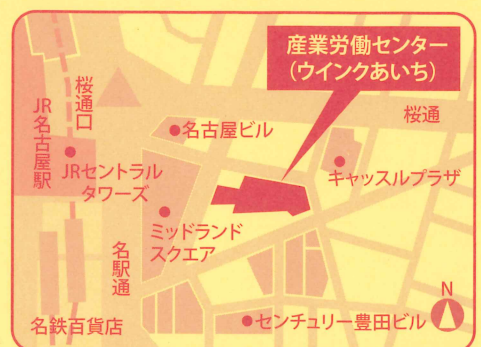 産業労働センター
(ウインクあいち)
桜通
桜通口
JR名古屋駅
名古屋ビル
JRセントラル
タワーズ
キャッスルプラザ
ミッドランド
スクエア
名駅通
名鉄百貨店
センチュリー豊田ビル
N